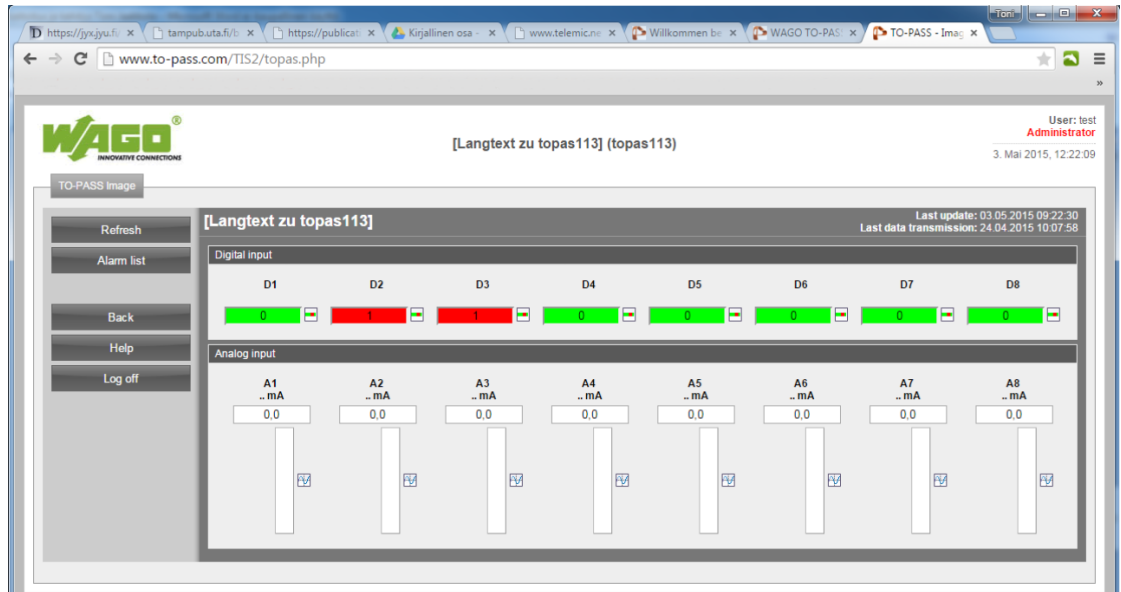 Toni
https://jyx.jyu.fi/
tampub.uta.fi/b
https://publicati
Kirjallinen osa -
www.telemic.ne
Willkommen be
WAGO TO-PASS
TO-PASS - Imag
www.to-pass.com/TIS2/topas.php
»
WAGO®
INNOVATIVE CONNECTIONS
[Langtext zu topas113] (topas113)
User: test
Administrator
3. Mai 2015, 12:22:09
TO-PASS Image
Refresh
Alarm list
Back
Help
Log off
[Langtext zu topas113]
Last update: 03.05.2015 09:22:30
Last data transmission: 24.04.2015 10:07:58
Digital input
D1 D2 D3 D4 D5 D6 D7 D8
0 1 1 0 0 0 0 0
Analog input
A1 A2 A3 A4 A5 A6 A7 A8
.. mA .. mA .. mA .. mA .. mA .. mA .. mA .. mA
0,0 0,0 0,0 0,0 0,0 0,0 0,0 0,0